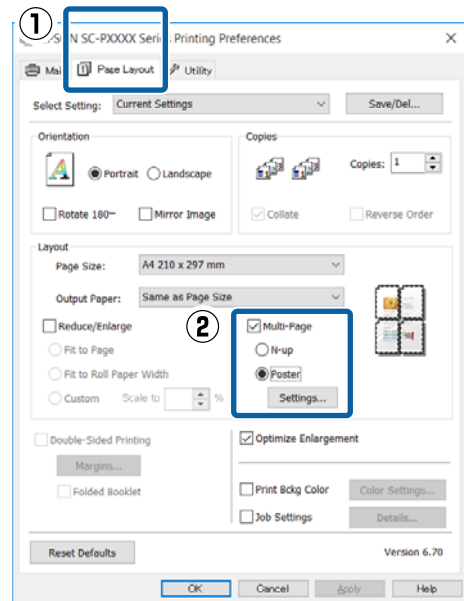 1
SC-PXXXX Series Printing Preferences
Page Layout Utility
Select Setting: Current Settings Save/Del...
Orientation Copies
Portrait Landscape Copies: 1
Rotate 180° Mirror Image Collate Reverse Order
Layout
Page Size: A4 210 x 297 mm
Output Paper: Same as Page Size
Reduce/Enlarge 2 Multi-Page
Fit to Page N-up
Fit to Roll Paper Width Poster
Custom Scale to % Settings...
Double-Sided Printing Optimize Enlargement
Margins...
Folded Booklet Print Bckg Color Color Settings...
Job Settings Details...
Reset Defaults Version 6.70
OK Cancel Apply Help